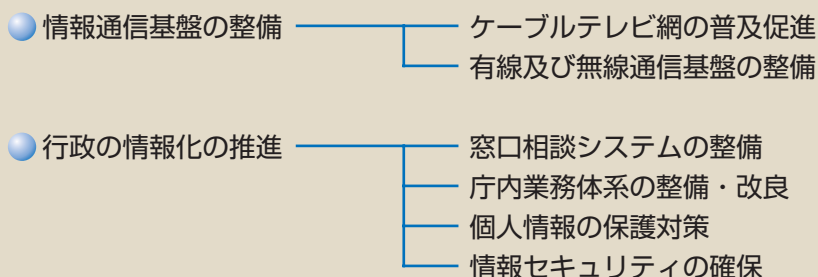 情報通信基盤の整備 ケーブルテレビ網の普及促進
有線及び無線通信基盤の整備
行政の情報化の推進 窓口相談システムの整備
庁内業務体系の整備・改良
個人情報の保護対策
情報セキュリティの確保